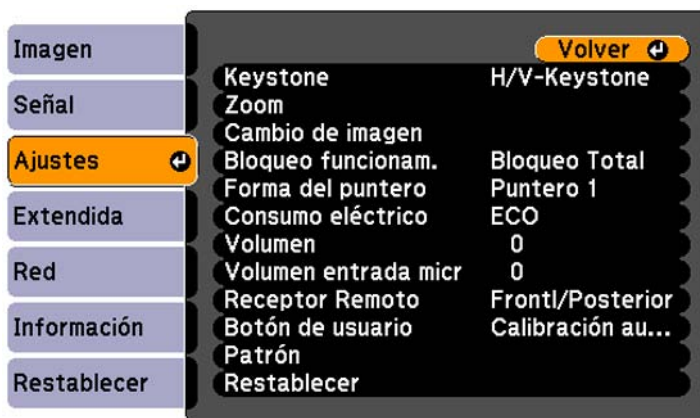 Imagen
Señal
Ajustes
Extendida
Red
Información
Restablecer
Volver
Keystone H/V-Keystone
Zoom
Cambio de imagen
Bloqueo funcionam. Bloqueo Total
Forma del puntero Puntero 1
Consumo eléctrico ECO
Volumen 0
Volumen entrada micr 0
Receptor Remoto Frontl/Posterior
Botón de usuario Calibración au...
Patrón
Restablecer